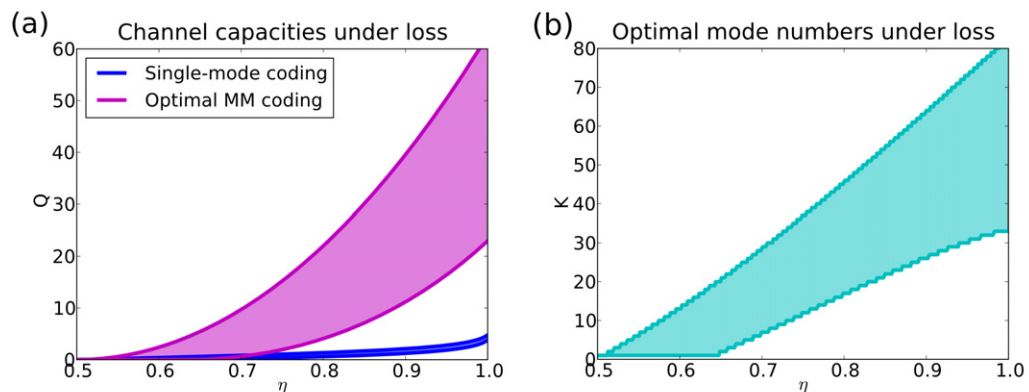 (a)
Channel capacities under loss
60
50
40
30
20
10
0
Q
Single-mode coding
Optimal MM coding
0.5 0.6 0.7 0.8 0.9 1.0
η
(b)
Optimal mode numbers under loss
80
70
60
50
40
30
20
10
0
K
0.5 0.6 0.7 0.8 0.9 1.0
η